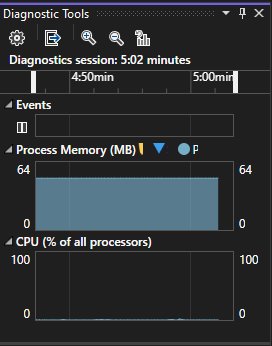 Diagnostic Tools
Diagnostics session: 5:02 minutes
4:50min 5:00min
Events
Process Memory (MB) P
64 64
0 0
CPU (% of all processors)
100 100
0 0